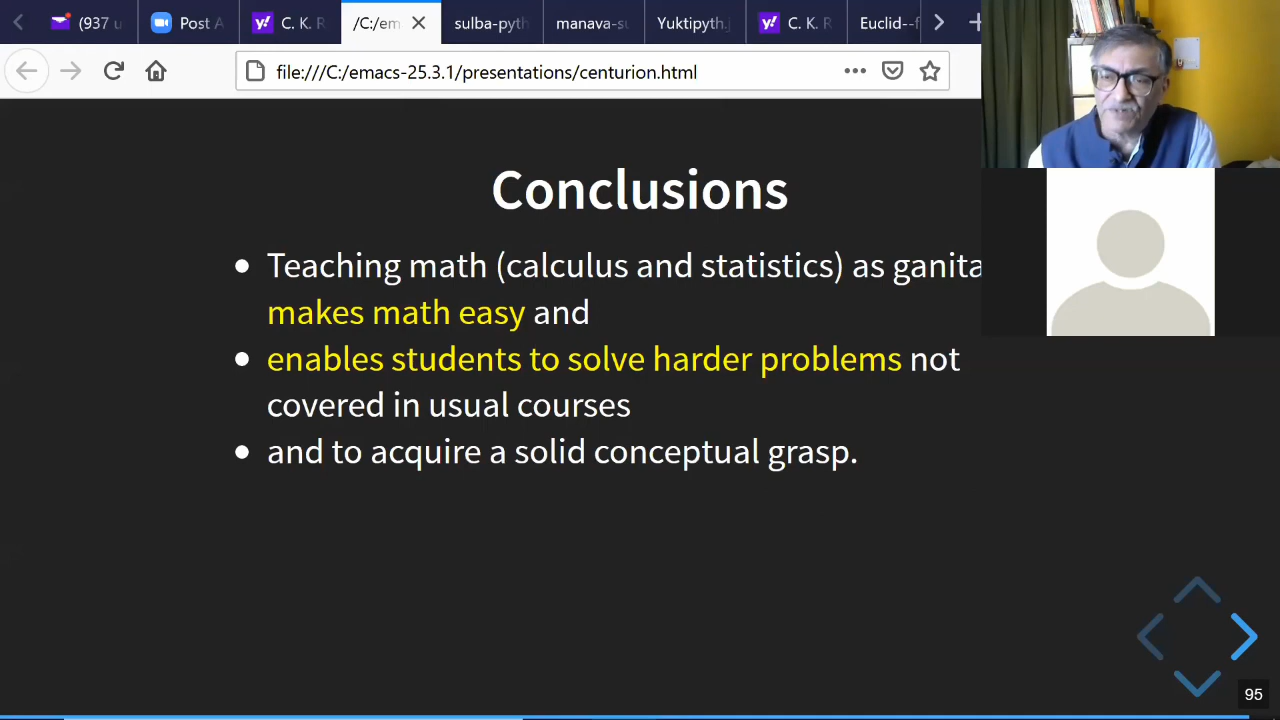 (937 u
Post A
C. K. R
/C:/em
sulba-pyth
manava-su
Yuktipyth.j
C. K. R
Euclid--f
file:///C:/emacs-25.3.1/presentations/centurion.html
Conclusions
Teaching math (calculus and statistics) as ganita
makes math easy and
enables students to solve harder problems not
covered in usual courses
and to acquire a solid conceptual grasp.
95